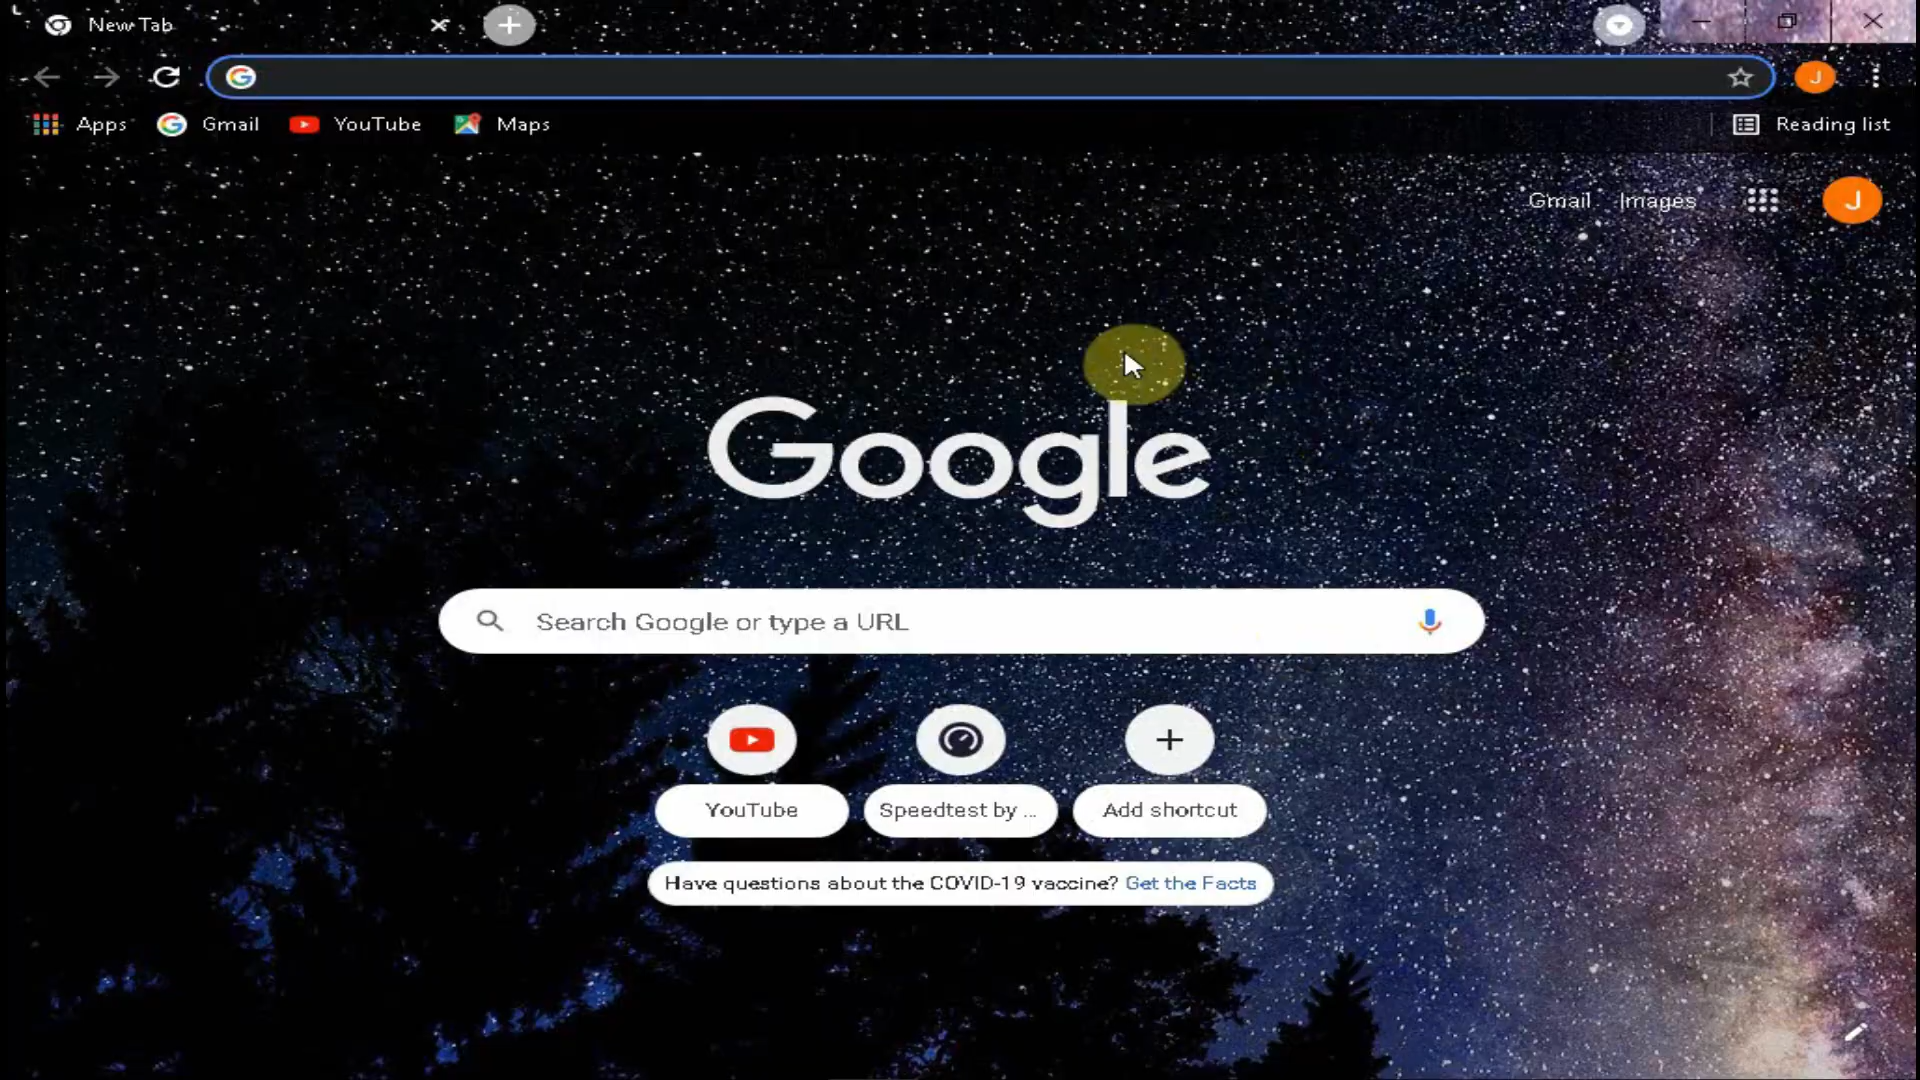 New Tab
Apps Gmail YouTube Maps Reading list
J
Gmail Images J
Google
Search Google or type a URL
YouTube Speedtest by ... Add shortcut
Have questions about the COVID-19 vaccine? Get the Facts